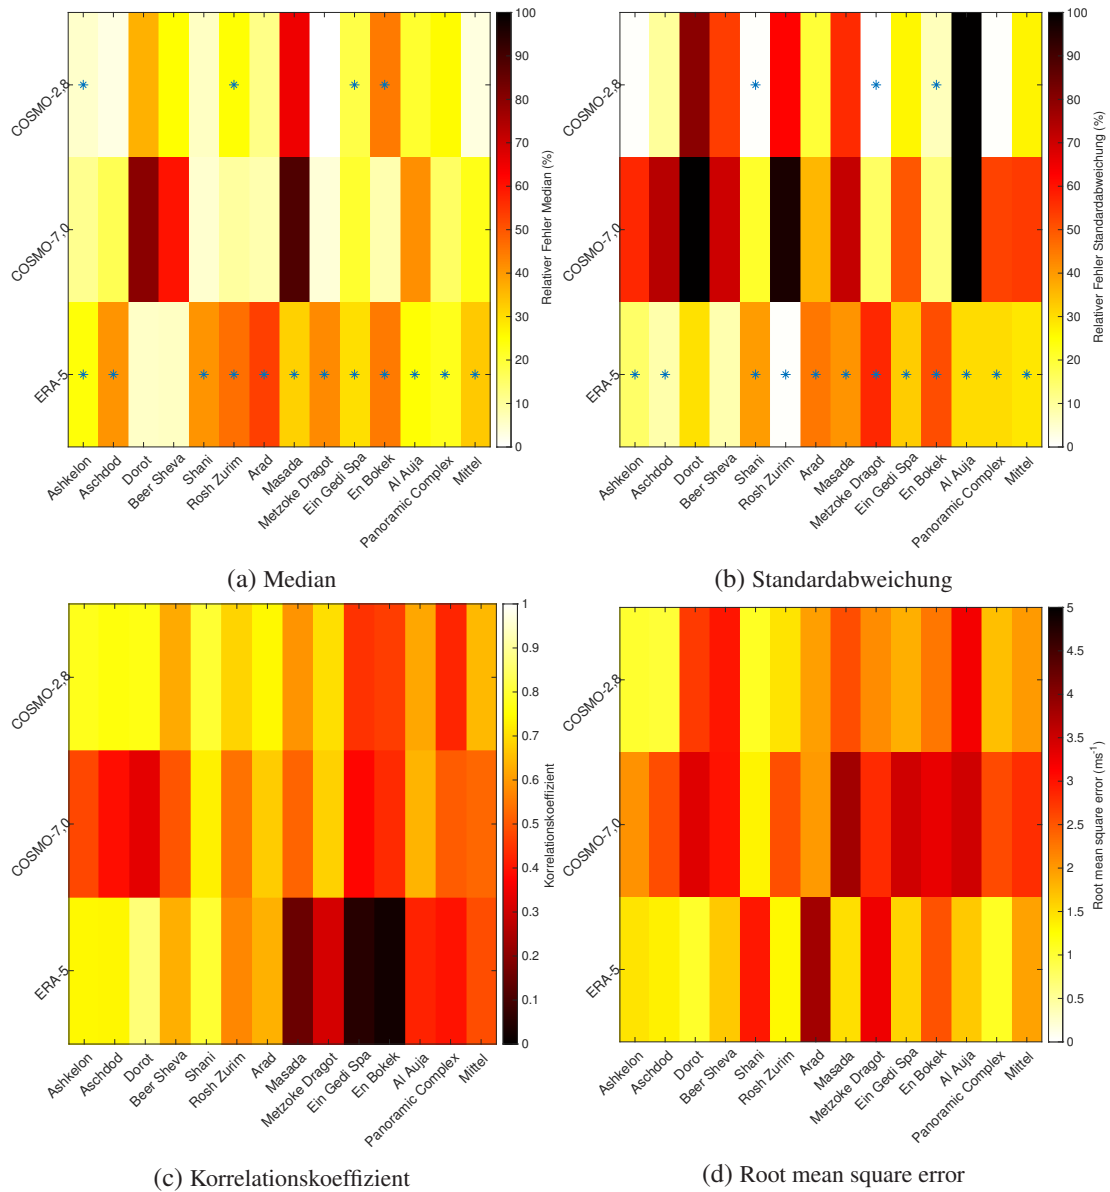 100
90
80
70
60
50
40
30
20
10
0
Relativer Fehler Median (%)
COSMO-2,8
COSMO-7,0
ERA-5
Ashkelon
Aschdod
Dorot
Beer Sheva
Shani
Rosh Zurim
Arad
Masada
Metzoke Dragot
Ein Gedi Spa
En Bokek
Al Auja
Panoramic Complex
Mittel
(a) Median
100
90
80
70
60
50
40
30
20
10
0
Relativer Fehler Standardabweichung (%)
COSMO-2,8
COSMO-7,0
ERA-5
Ashkelon
Aschdod
Dorot
Beer Sheva
Shani
Rosh Zurim
Arad
Masada
Metzoke Dragot
Ein Gedi Spa
En Bokek
Al Auja
Panoramic Complex
Mittel
(b) Standardabweichung
1
0.9
0.8
0.7
0.6
0.5
0.4
0.3
0.2
0.1
0
Korrelationskoeffizient
COSMO-2,8
COSMO-7,0
ERA-5
Ashkelon
Aschdod
Dorot
Beer Sheva
Shani
Rosh Zurim
Arad
Masada
Metzoke Dragot
Ein Gedi Spa
En Bokek
Al Auja
Panoramic Complex
Mittel
(c) Korrelationskoeffizient
5
4.5
4
3.5
3
2.5
2
1.5
1
0.5
0
Root mean square error (ms⁻¹)
COSMO-2,8
COSMO-7,0
ERA-5
Ashkelon
Aschdod
Dorot
Beer Sheva
Shani
Rosh Zurim
Arad
Masada
Metzoke Dragot
Ein Gedi Spa
En Bokek
Al Auja
Panoramic Complex
Mittel
(d) Root mean square error